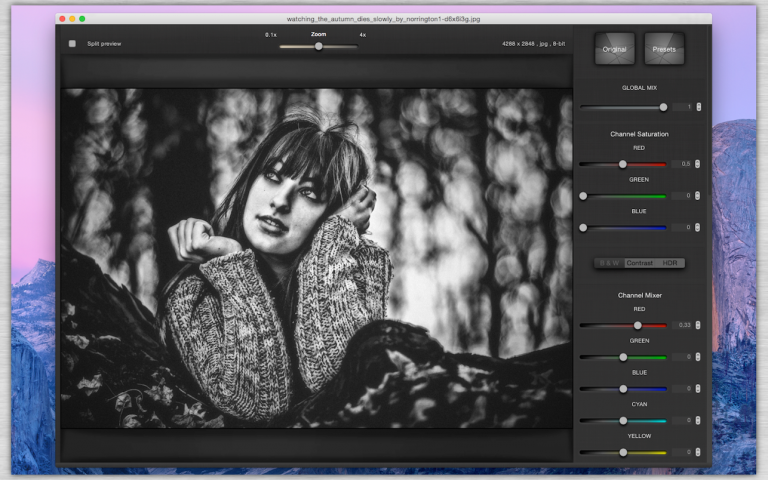 watching_the_autumn_dies_slowly_by_norrington1-d6x6l3g.jpg
Split preview
0.1x Zoom 4x
4288 x 2848 , jpg , 8-bit
Original Presets
GLOBAL MIX
1
Channel Saturation
RED
0.5
GREEN
0
BLUE
0
B & W Contrast HDR
Channel Mixer
RED
0.33
GREEN
0
BLUE
0
CYAN
0
YELLOW
0